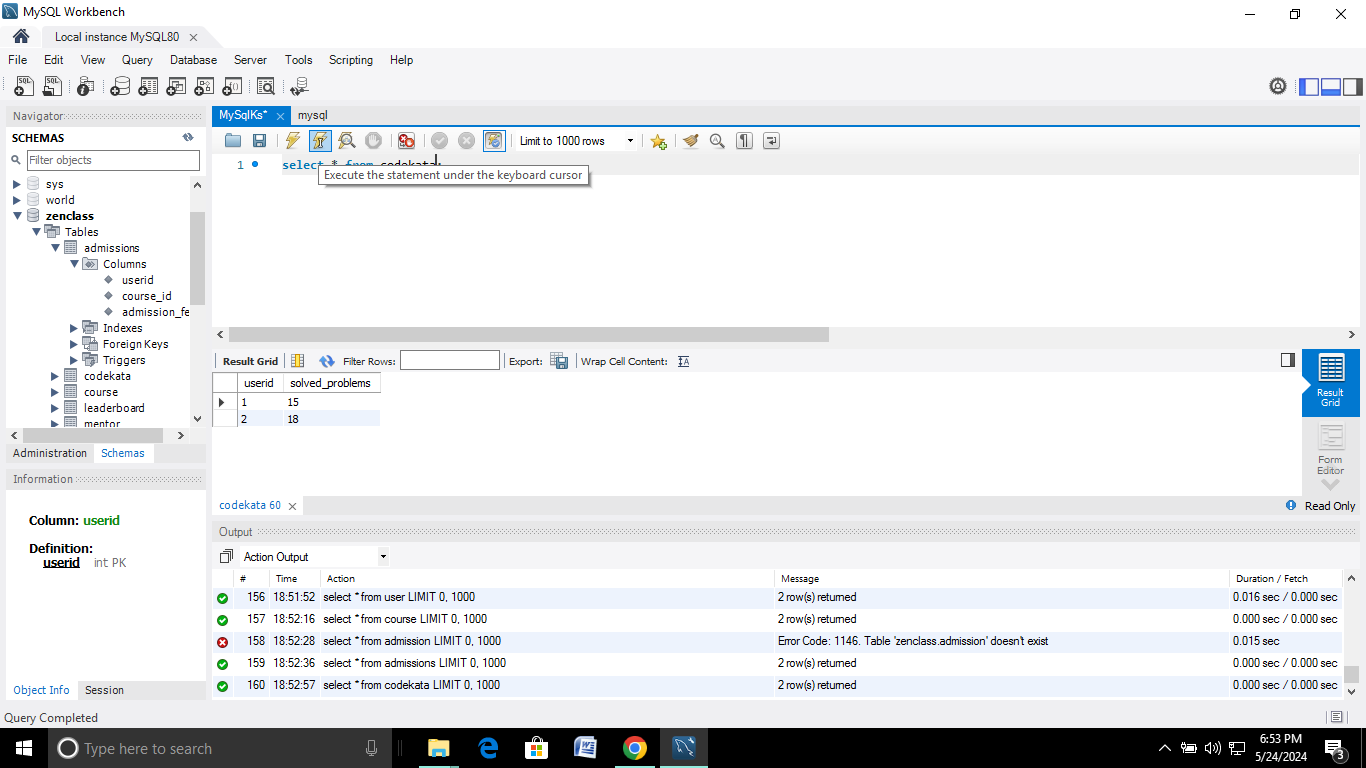 MySQL Workbench
Local instance MySQL80
File Edit View Query Database Server Tools Scripting Help
Navigator
SCHEMAS
Filter objects
sys
world
zenclass
Tables
admissions
Columns
userid
course_id
admission_fe
Indexes
Foreign Keys
Triggers
codekata
course
leaderboard
mentor
Administration Schemas
Information
Column: userid
Definition:
userid int PK
Object Info Session
MySqlKs* mysql
Limit to 1000 rows
1 select * from codekata;
Execute the statement under the keyboard cursor
Result Grid Filter Rows: Export: Wrap Cell Content:
userid solved_problems
1 15
2 18
Result
Grid
Form
Editor
codekata 60 Read Only
Output
Action Output
# Time Action Message Duration / Fetch
156 18:51:52 select * from user LIMIT 0, 1000 2 row(s) returned 0.016 sec / 0.000 sec
157 18:52:16 select * from course LIMIT 0, 1000 2 row(s) returned 0.000 sec / 0.000 sec
158 18:52:28 select * from admission LIMIT 0, 1000 Error Code: 1146. Table 'zenclass.admission' doesn't exist 0.015 sec
159 18:52:36 select * from admissions LIMIT 0, 1000 2 row(s) returned 0.000 sec / 0.000 sec
160 18:52:57 select * from codekata LIMIT 0, 1000 2 row(s) returned 0.000 sec / 0.000 sec
Query Completed
Type here to search
6:53 PM
5/24/2024
3